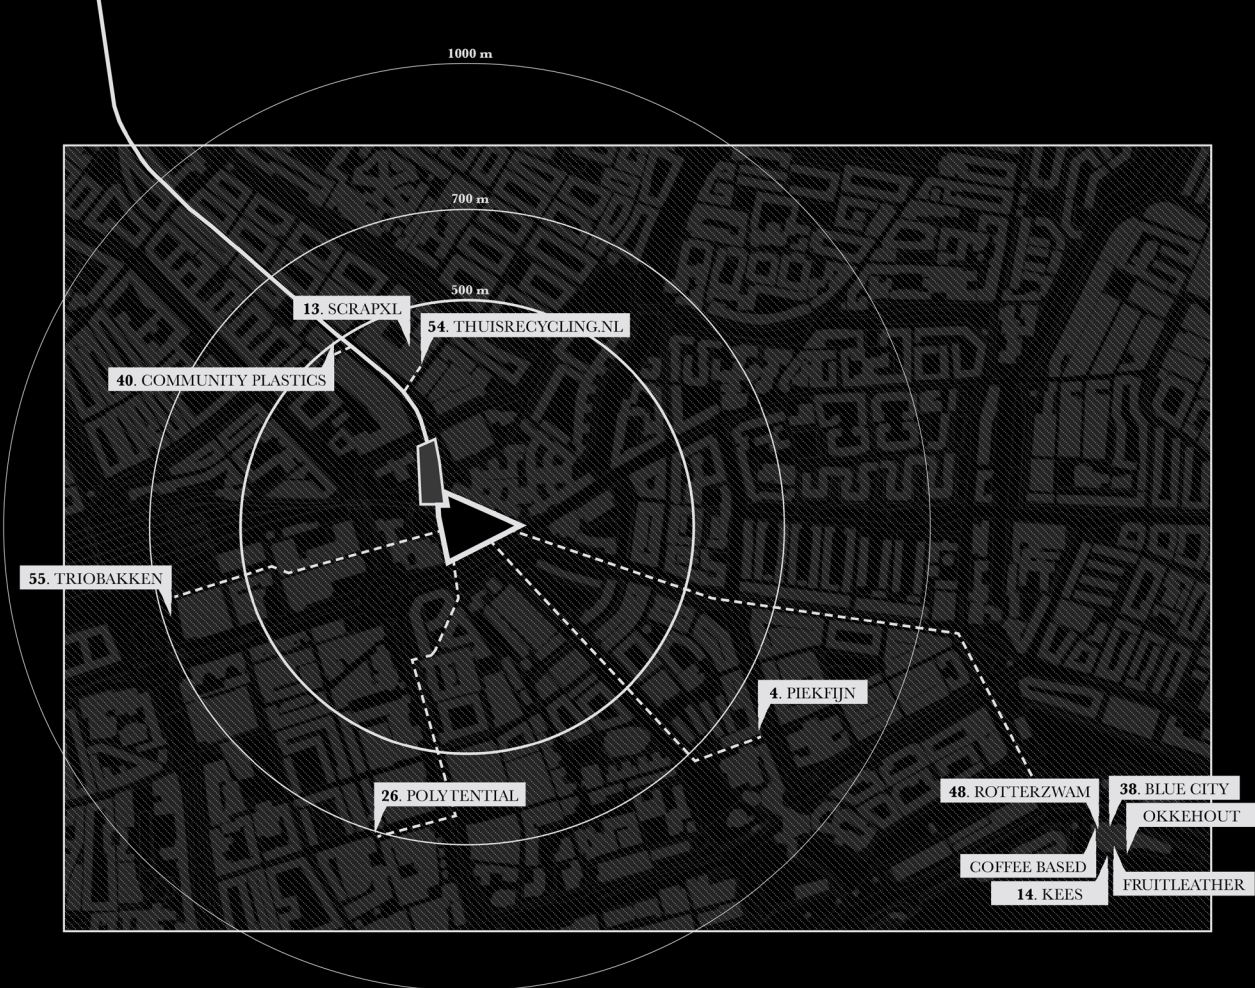 1000 m
700 m
500 m
13. SCRAPXL
54. THUISRECYCLING.NL
40. COMMUNITY PLASTICS
55. TRIOBAKKEN
4. PIEKFIJN
26. POLYTENTIAL
48. ROTTERZWAM
38. BLUE CITY
OKKEHOUT
COFFEE BASED
FRUITLEATHER
14. KEES